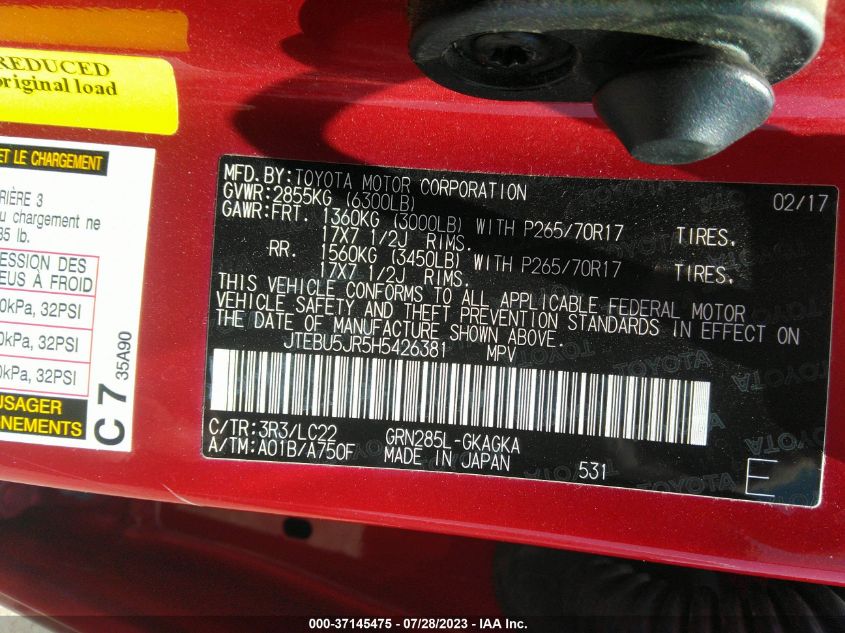 REDUCED
original load
ET LE CHARGEMENT
RIÈRE 3
u chargement ne
35 lb.
ESSION DES
EUS À FROID
0kPa, 32PSI
0kPa, 32PSI
0kPa, 32PSI
USAGER
GNEMENTS
C7 35A90
MFD. BY: TOYOTA MOTOR CORPORATION 02/17
GVWR: 2855KG (6300LB)
GAWR: FRT. 1360KG (3000LB) WITH P265/70R17 TIRES,
17X7 1/2J RIMS.
RR. 1560KG (3450LB) WITH P265/70R17 TIRES,
17X7 1/2J RIMS.
THIS VEHICLE CONFORMS TO ALL APPLICABLE FEDERAL MOTOR
VEHICLE SAFETY AND THEFT PREVENTION STANDARDS IN EFFECT ON
THE DATE OF MANUFACTURE SHOWN ABOVE.
JTEBU5JR5H5426381 MPV
C/TR: 3R3/LC22 GRN285L-GKAGKA
A/TM: A01B/A750F MADE IN JAPAN 531 E
000-37145475 - 07/28/2023 - IAA Inc.